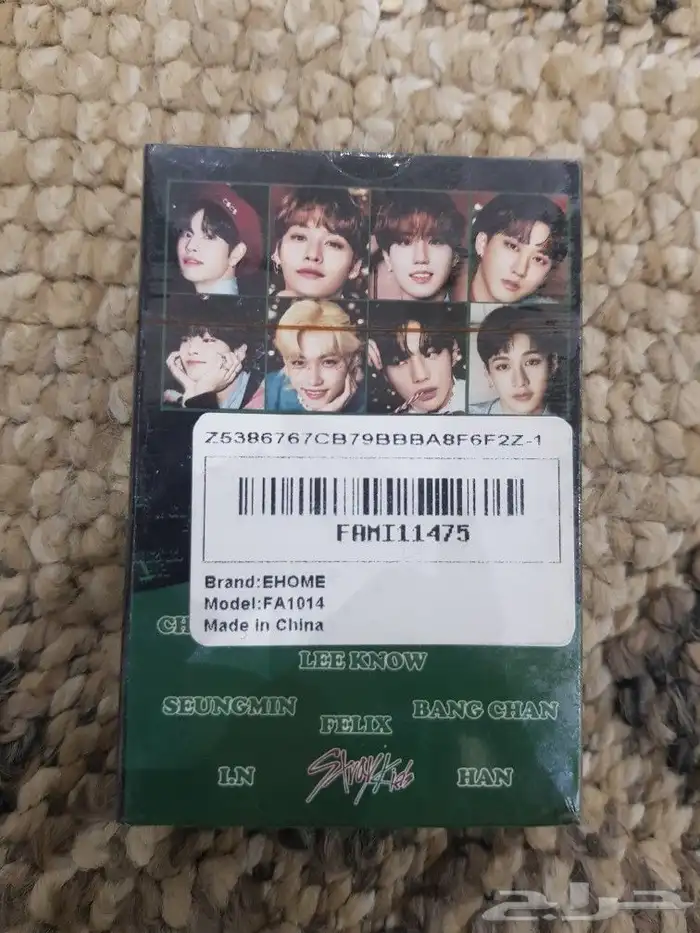 Z5386767CB79BBBA8F6F2Z-1
FAMI11475
Brand:EHOME
Model:FA1014
Made in China
LEE KNOW
SEUNGMIN
BANG CHAN
FELIX
I.N
Stray Kids
HAN
حراج